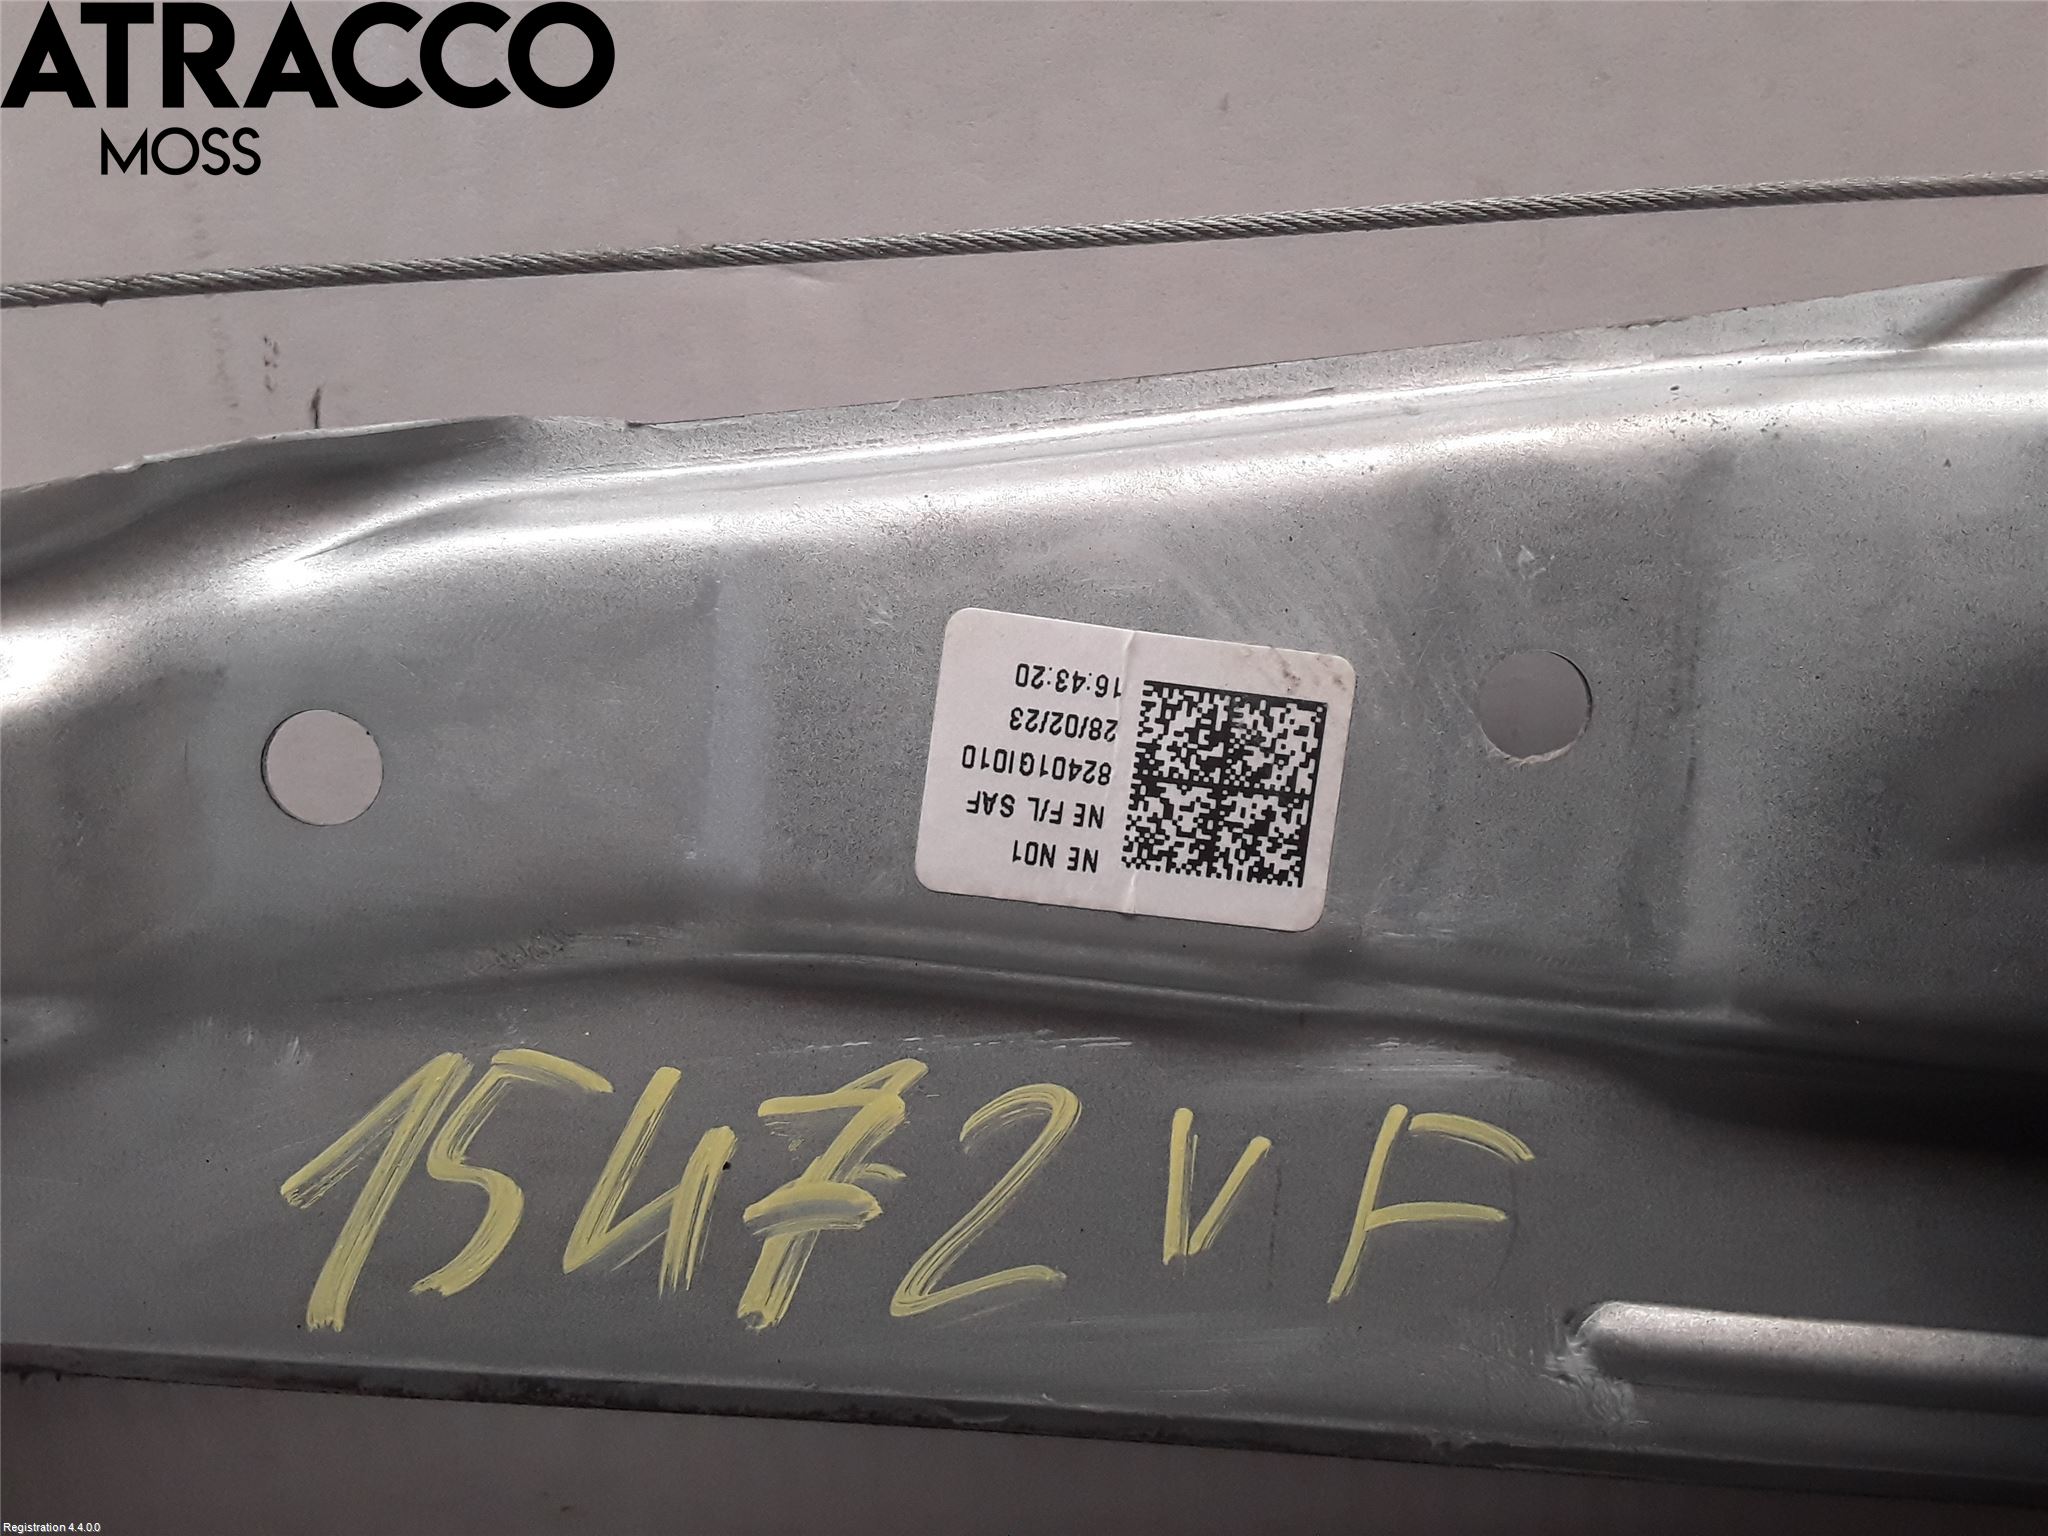 ATRACCO
MOSS
NE N01
NE F/L SAF
82401GI010
28/02/23
16:43:20
15472 VF
Registration 4.4.0.0